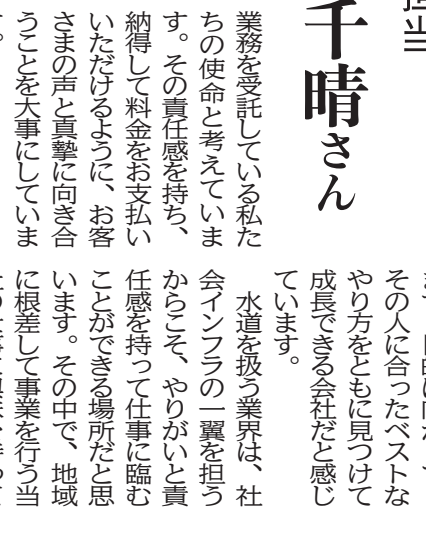 担当
千晴さん
業務を受託している私た
ちの使命と考えていま
す。その責任感を持ち、
納得して料金をお支払い
いただけるように、お客
さまの声と真摯に向き合
うことを大事にしていま
す。
その人に合ったベストな
やり方をともに見つけて
成長できる会社だと感じ
ています。
水道を扱う業界は、社
会インフラの一翼を担う
からこそ、やりがいと責
任感を持って仕事に臨む
ことができる場所だと思
います。その中で、地域
に根差して事業を行う当